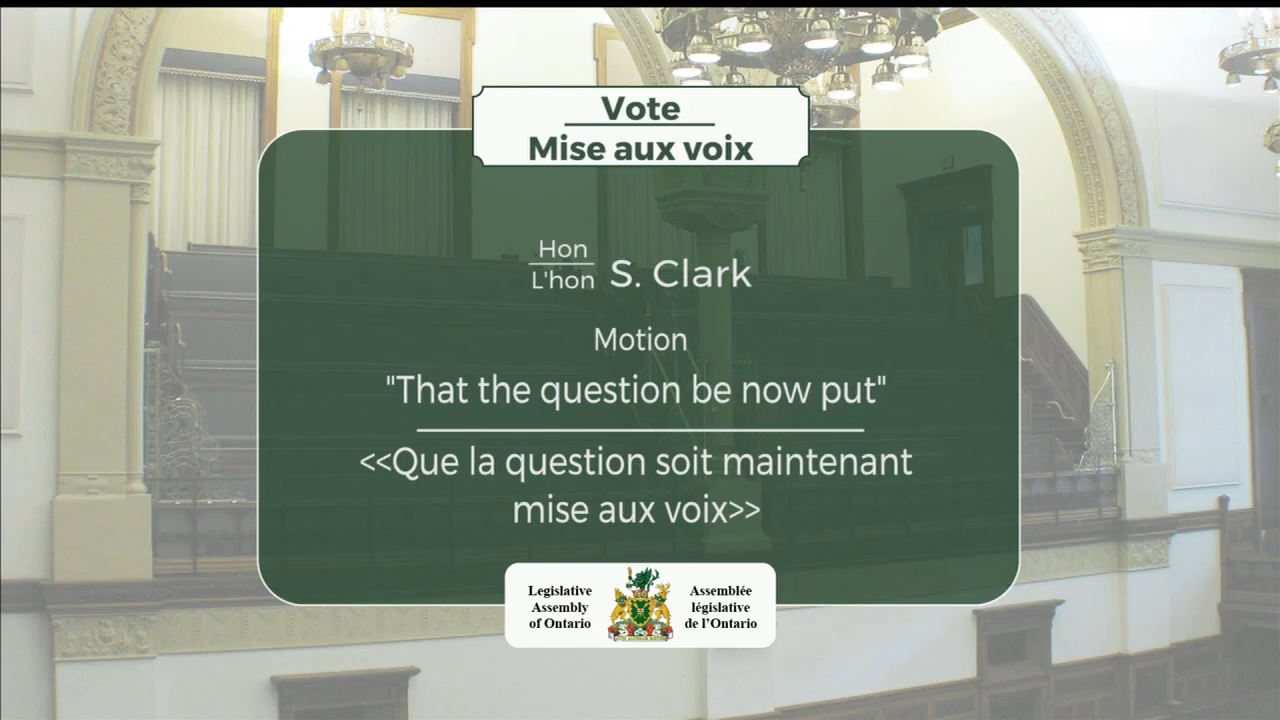 Vote
Mise aux voix
Hon
L'hon S. Clark
Motion
"That the question be now put"
<<Que la question soit maintenant
mise aux voix>>
Legislative
Assembly
of Ontario
Assemblée
législative
de l'Ontario